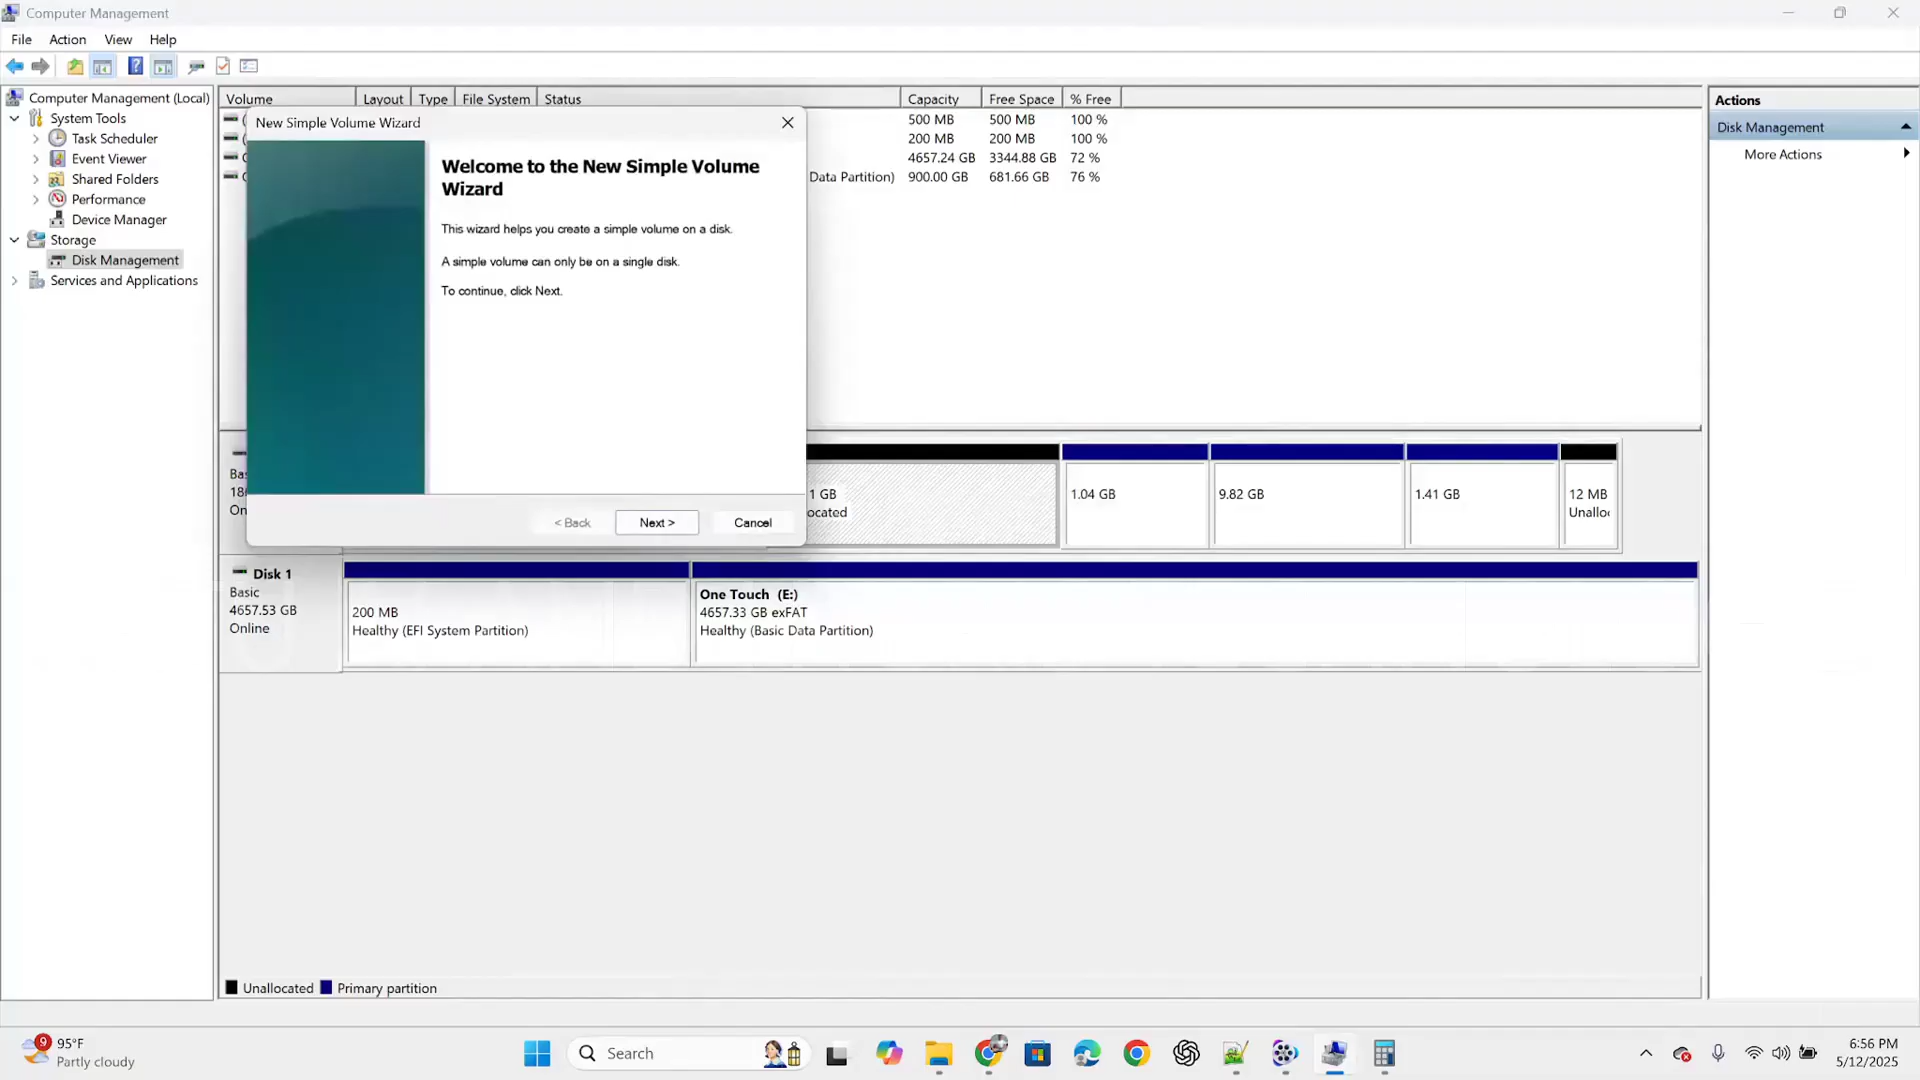 Computer Management
File Action View Help
Computer Management (Local)
System Tools
Task Scheduler
Event Viewer
Shared Folders
Performance
Device Manager
Storage
Disk Management
Services and Applications
Volume Layout Type File System Status Capacity Free Space % Free
500 MB 500 MB 100 %
200 MB 200 MB 100 %
4657.24 GB 3344.88 GB 72 %
Data Partition) 900.00 GB 681.66 GB 76 %
New Simple Volume Wizard
Welcome to the New Simple Volume
Wizard
This wizard helps you create a simple volume on a disk.
A simple volume can only be on a single disk.
To continue, click Next.
< Back Next > Cancel
Bas
18
On
1 GB
ocated
1.04 GB
9.82 GB
1.41 GB
12 MB
Unalloc
Disk 1
Basic
4657.53 GB
Online
200 MB
Healthy (EFI System Partition)
One Touch (E:)
4657.33 GB exFAT
Healthy (Basic Data Partition)
Unallocated Primary partition
Actions
Disk Management
More Actions
9
95°F
Partly cloudy
Search
6:56 PM
5/12/2025